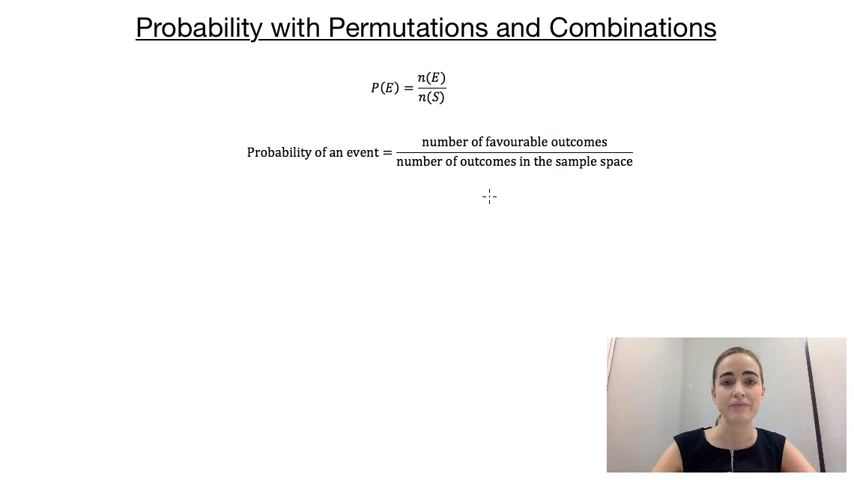 Probability with Permutations and Combinations
P(E) = n(E)/n(S)
Probability of an event = number of favourable outcomes/number of outcomes in the sample space